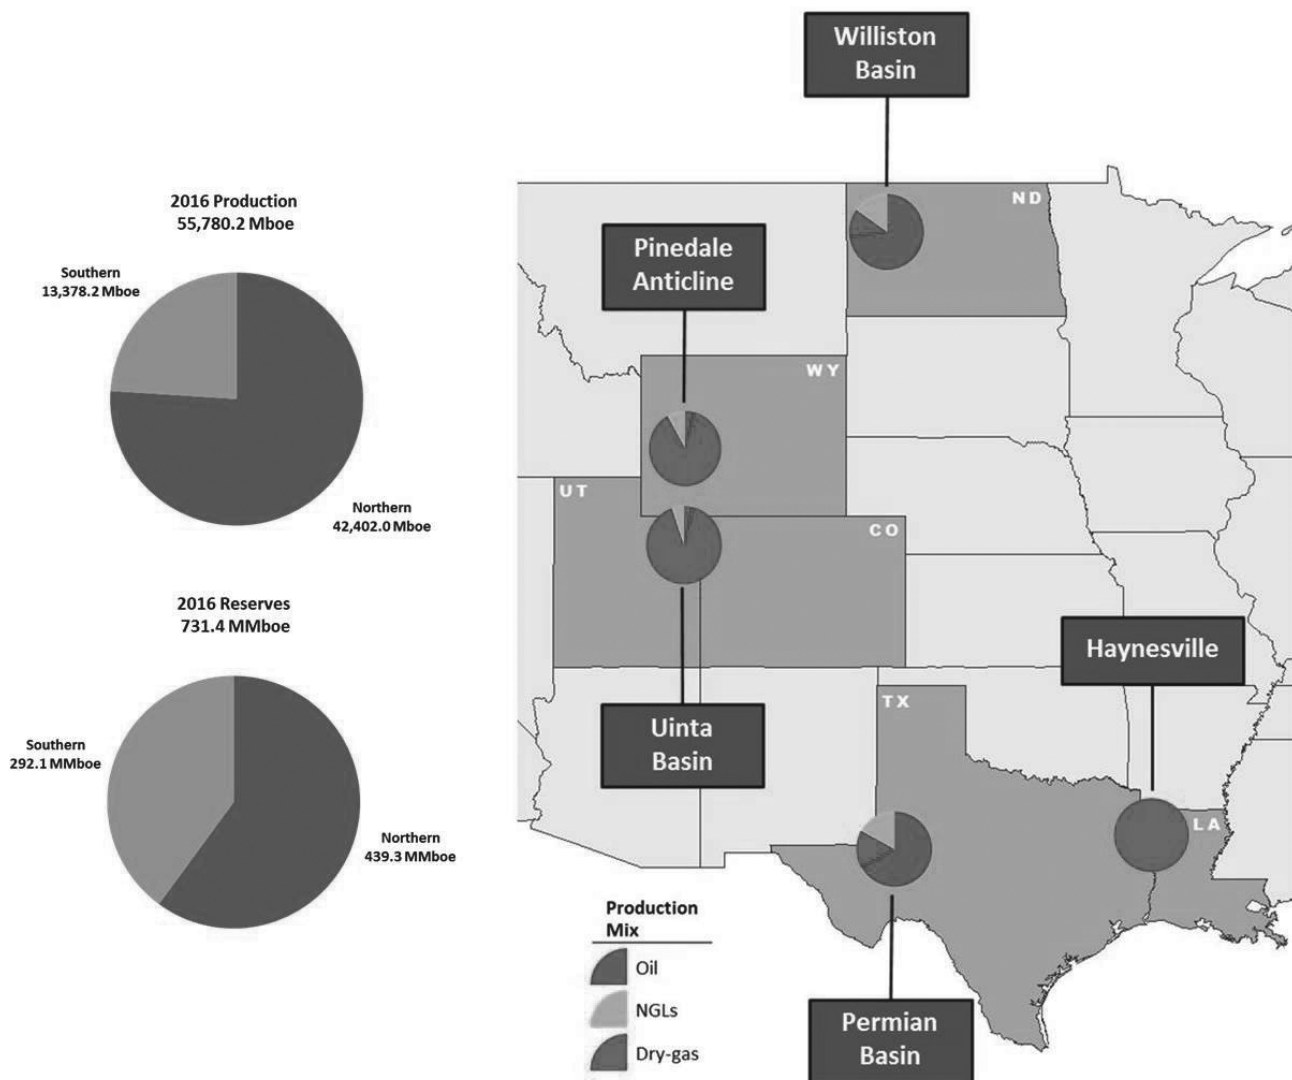 2016 Production
55,780.2 Mboe
Southern
13,378.2 Mboe
Northern
42,402.0 Mboe
2016 Reserves
731.4 MMboe
Southern
292.1 MMboe
Northern
439.3 MMboe
Williston
Basin
ND
Pinedale
Anticline
WY
UT
CO
Uinta
Basin
Haynesville
TX
LA
Permian
Basin
Production
Mix
Oil
NGLs
Dry-gas